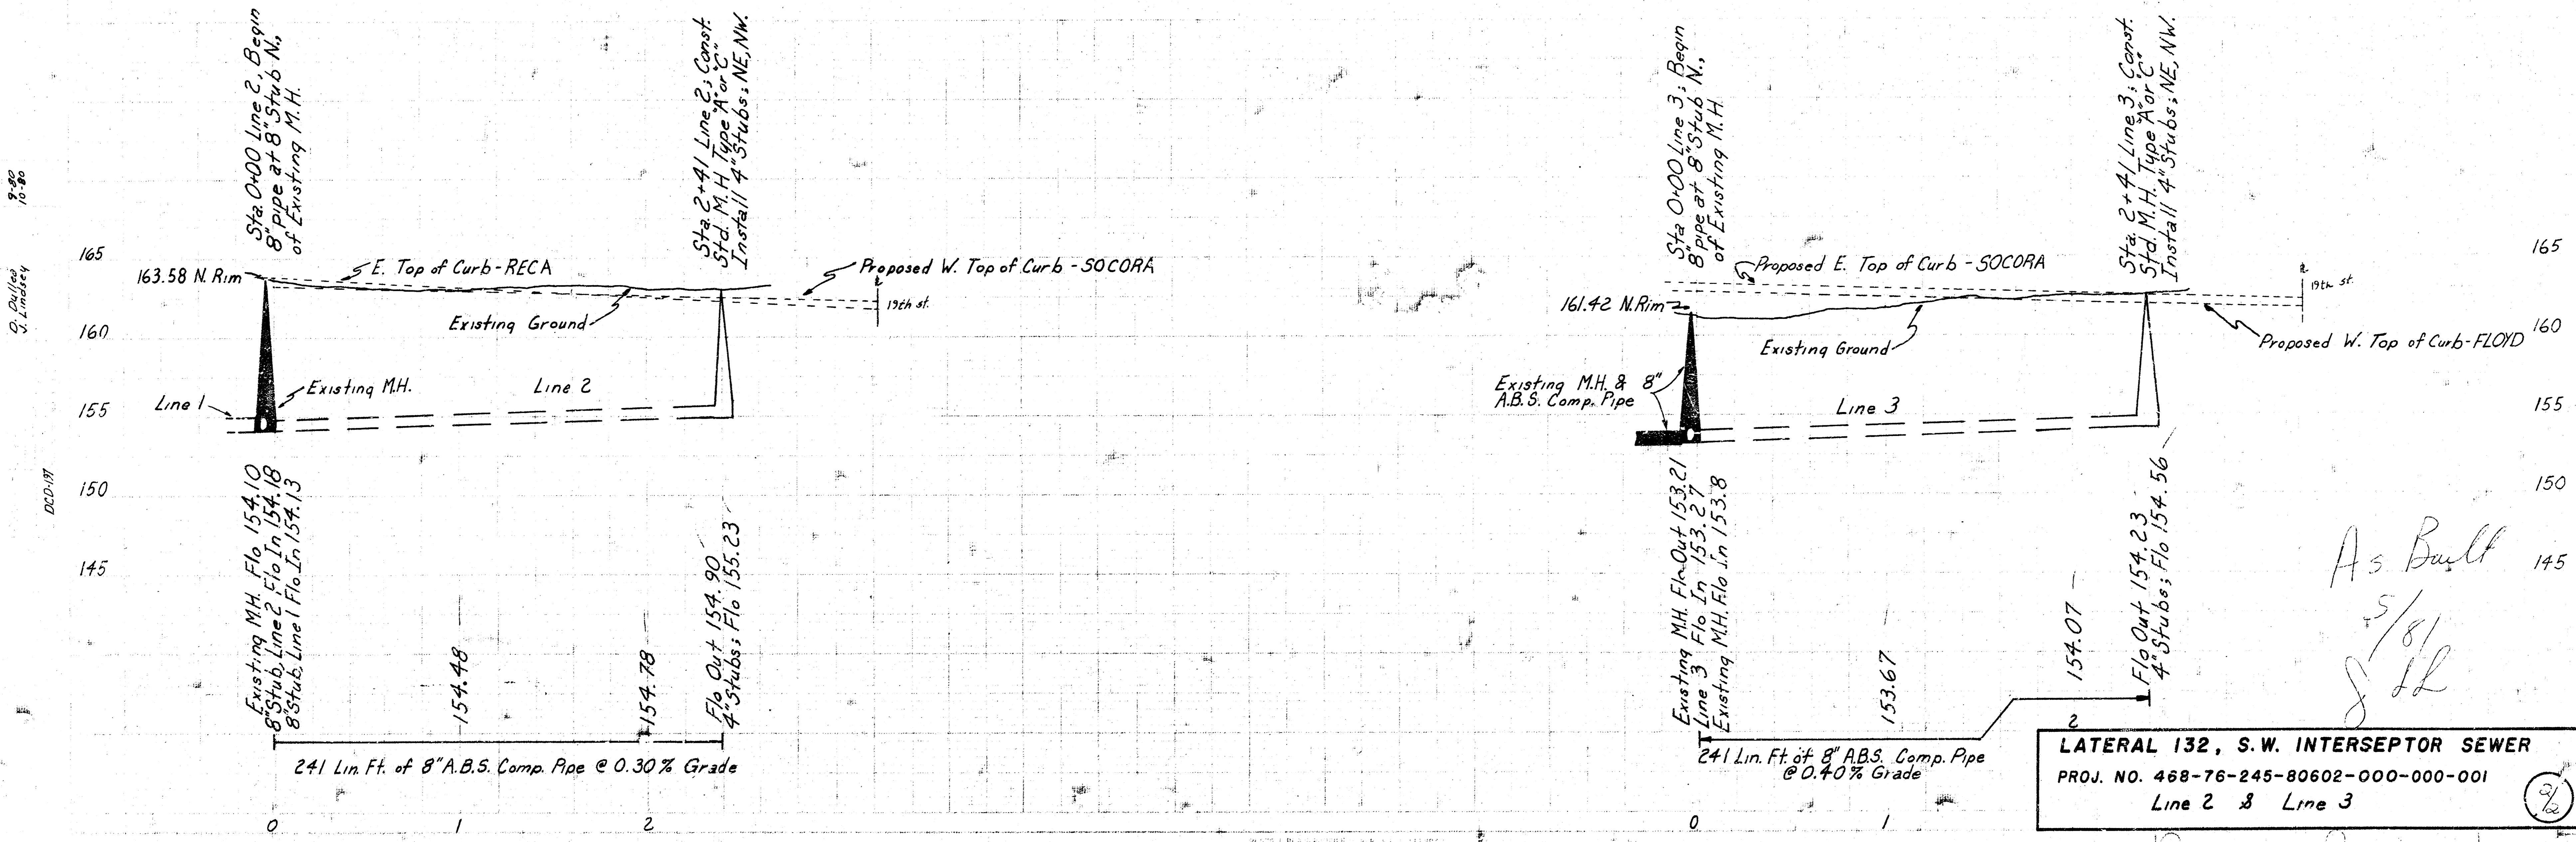 9-80
10-80
D. Dulfea
J. Lindsey
DCD-197
Sta. 0+00 Line 2, Begin
8" pipe at 8" Stub N.,
of Existing M.H.
Sta. 2+41 Line 2; Const.
Std. M.H Type "A" or "C"
Install 4" Stubs; NE, NW.
165
163.58 N. Rim
E. Top of Curb-RECA
Proposed W. Top of Curb-SOCORA
19th st.
160
Existing Ground
Existing M.H.
Line 2
155
Line 1
150
145
Existing M.H. Flo 154.10
8" Stub, Line 2 Flo In 154.18
8" Stub, Line 1 Flo In 154.13
154.48
154.78
Flo Out 154.90
4" Stubs; Flo 155.23
241 Lin. Ft. of 8" A.B.S. Comp. Pipe @ 0.30% Grade
0 1 2
Sta 0+00 Line 3; Begin
8" pipe at 8" Stub N.,
of Existing M.H.
Sta. 2+41 Line 3; Const.
Std. M.H. Type "A" or "C"
Install 4" Stubs; NE, NW.
165
Proposed E. Top of Curb-SOCORA
19th st.
161.42 N.Rim
160
Proposed W. Top of Curb-FLOYD
Existing Ground
Existing M.H. & 8"
A.B.S. Comp. Pipe
Line 3
155
150
145
Existing M.H. Flo Out 153.21
Line 3 Flo In 153.27
Existing M.H. Flo In 153.8
153.67
154.07
Flo Out 154.23
4" Stubs; Flo 154.56
241 Lin. Ft. of 8" A.B.S. Comp. Pipe
@ 0.40% Grade
0 1 2
As Built
5/81
LATERAL 132, S.W. INTERSEPTOR SEWER
PROJ. NO. 468-76-245-80602-000-000-001
Line 2 & Line 3
2/2